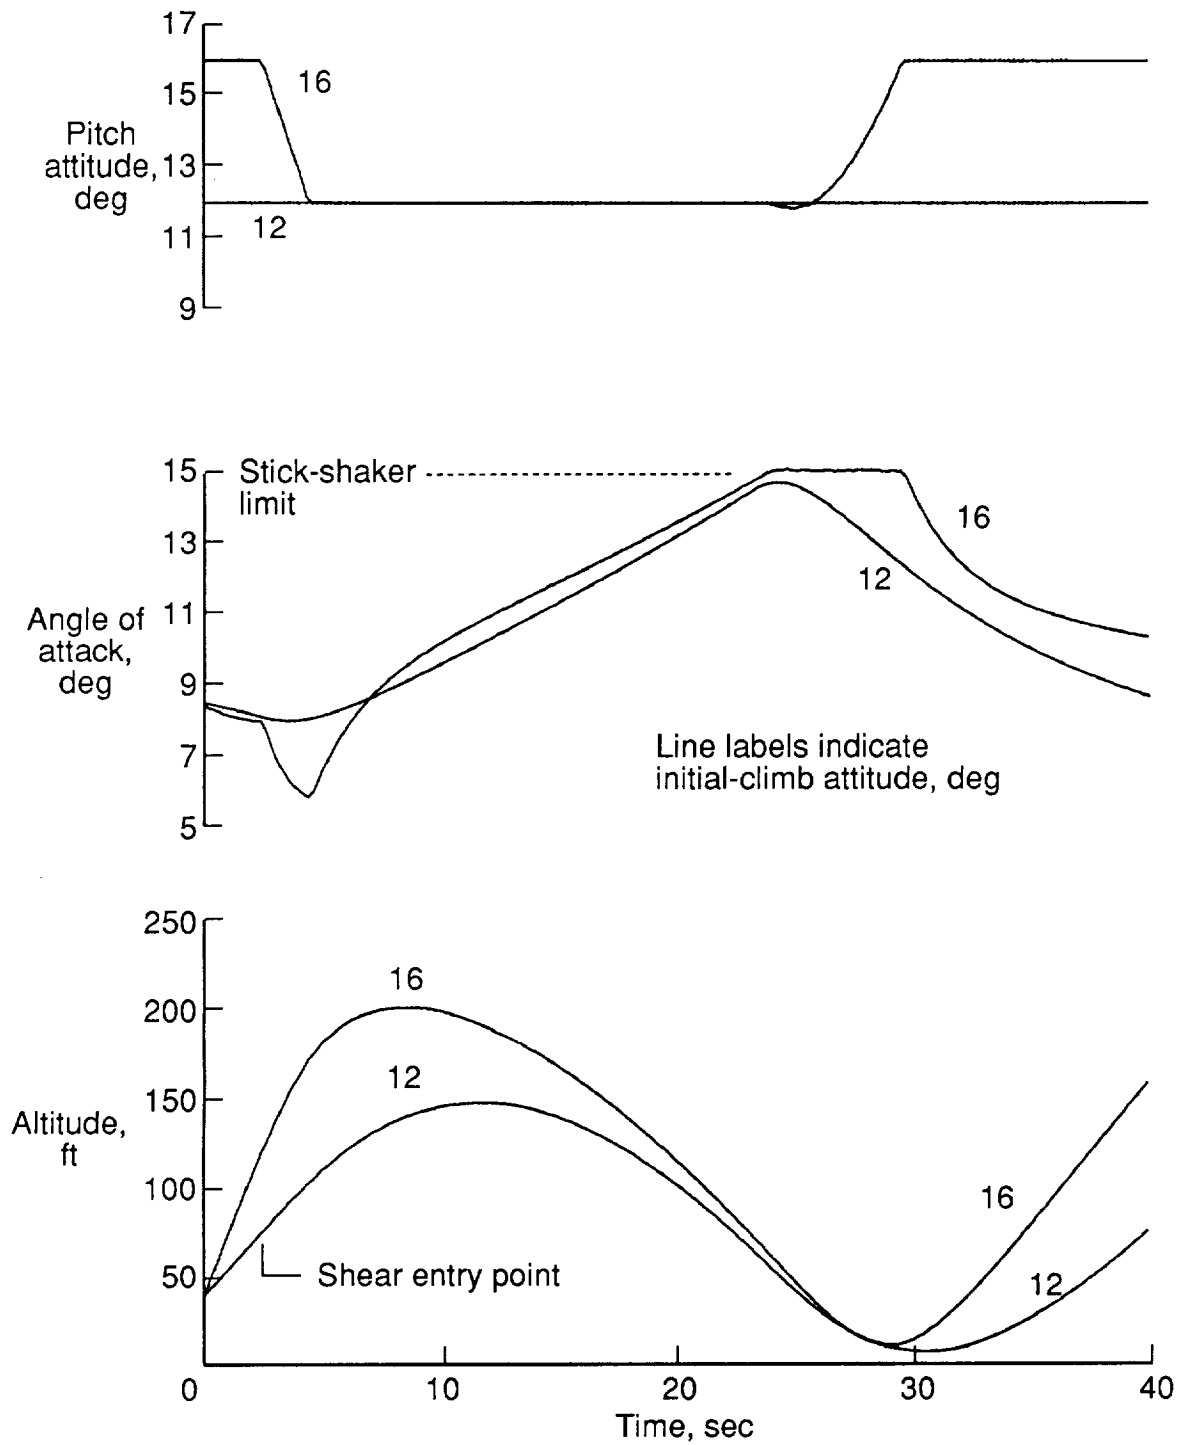 17
16
15
Pitch
attitude,
deg
13
12
11
9
15
Stick-shaker
limit
13
16
12
11
Angle of
attack,
deg
9
7
Line labels indicate
initial-climb attitude, deg
5
250
16
200
12
150
Altitude,
ft
100
16
50
Shear entry point
12
0
10
20
30
40
Time, sec